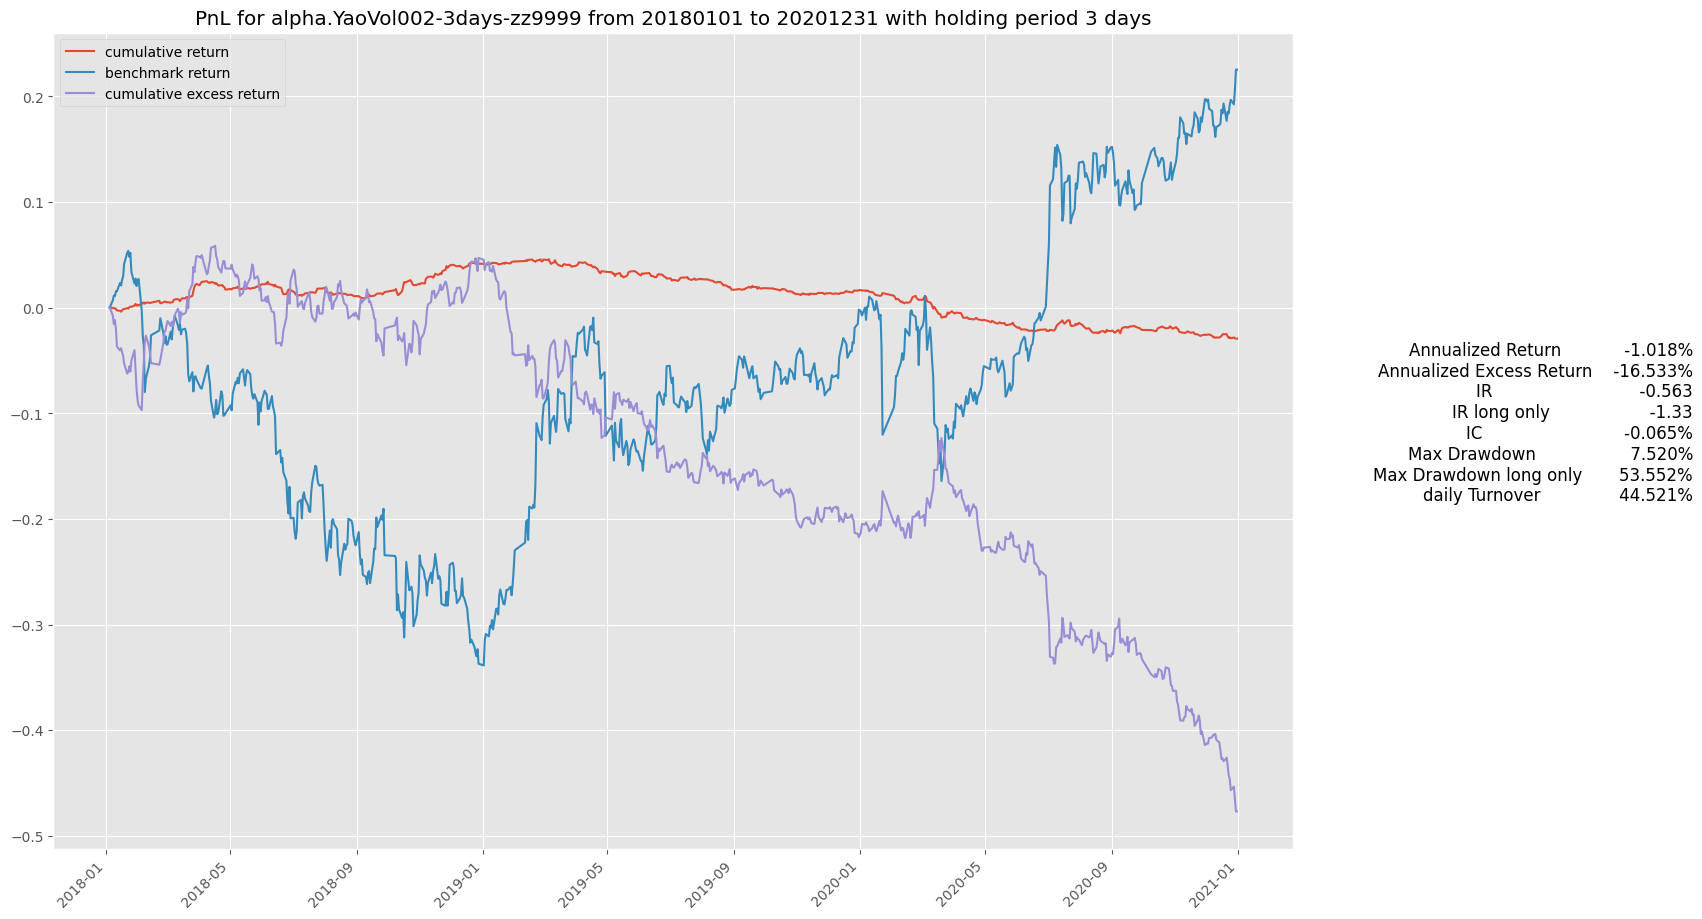 PnL for alpha.YaoVol002-3days-zz9999 from 20180101 to 20201231 with holding period 3 days
cumulative return
benchmark return
cumulative excess return
0.2
0.1
0.0
−0.1
−0.2
−0.3
−0.4
−0.5
2018-01
2018-05
2018-09
2019-01
2019-05
2019-09
2020-01
2020-05
2020-09
2021-01
Annualized Return -1.018%
Annualized Excess Return -16.533%
IR -0.563
IR long only -1.33
IC -0.065%
Max Drawdown 7.520%
Max Drawdown long only 53.552%
daily Turnover 44.521%